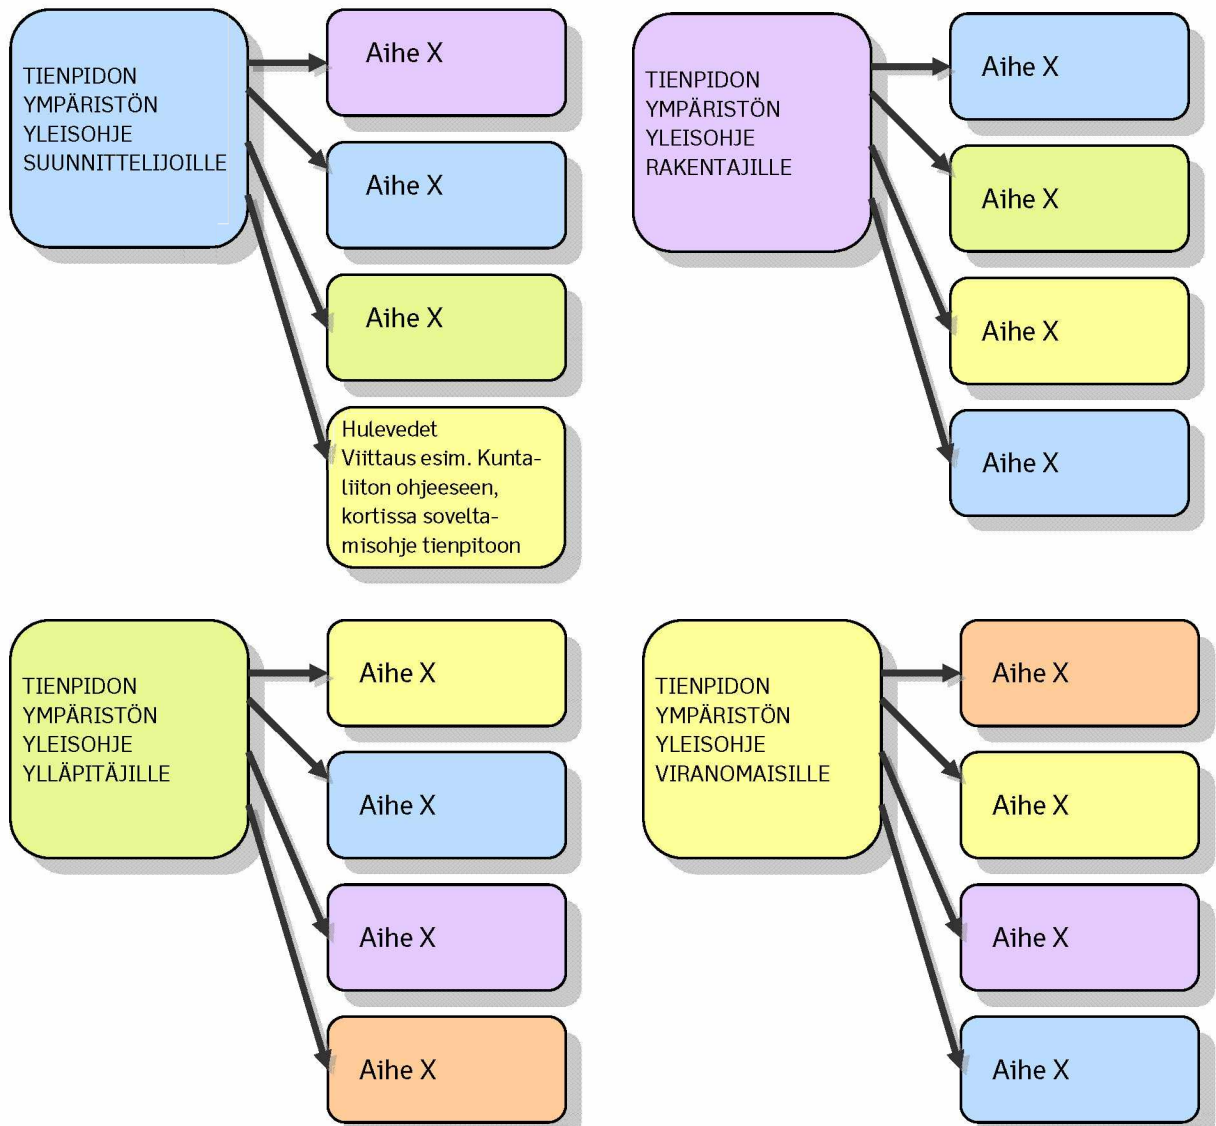 TIENPIDON
YMPÄRISTÖN
YLEISOHJE
SUUNNITTELIJOILLE
Aihe X
Aihe X
Aihe X
Hulevedet
Viittaus esim. Kunta-
liiton ohjeeseen,
kortissa sovelta-
misohje tienpitoon
TIENPIDON
YMPÄRISTÖN
YLEISOHJE
RAKENTAJILLE
Aihe X
Aihe X
Aihe X
Aihe X
TIENPIDON
YMPÄRISTÖN
YLEISOHJE
YLLÄPITÄJILLE
Aihe X
Aihe X
Aihe X
Aihe X
TIENPIDON
YMPÄRISTÖN
YLEISOHJE
VIRANOMAISILLE
Aihe X
Aihe X
Aihe X
Aihe X